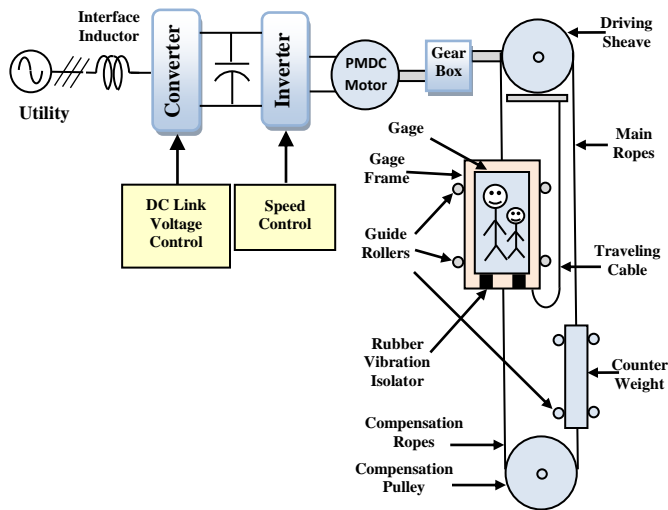 Interface
Inductor
Utility
Converter
Inverter
PMDC
Motor
Gear
Box
Driving
Sheave
DC Link
Voltage
Control
Speed
Control
Gage
Gage
Frame
Main
Ropes
Guide
Rollers
Traveling
Cable
Rubber
Vibration
Isolator
Counter
Weight
Compensation
Ropes
Compensation
Pulley